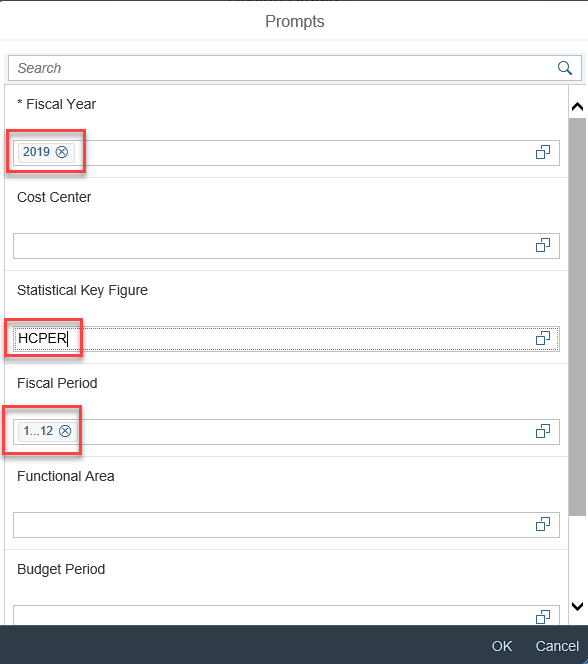 Prompts
Search
* Fiscal Year
2019
Cost Center
Statistical Key Figure
HCPER
Fiscal Period
1...12
Functional Area
Budget Period
OK Cancel